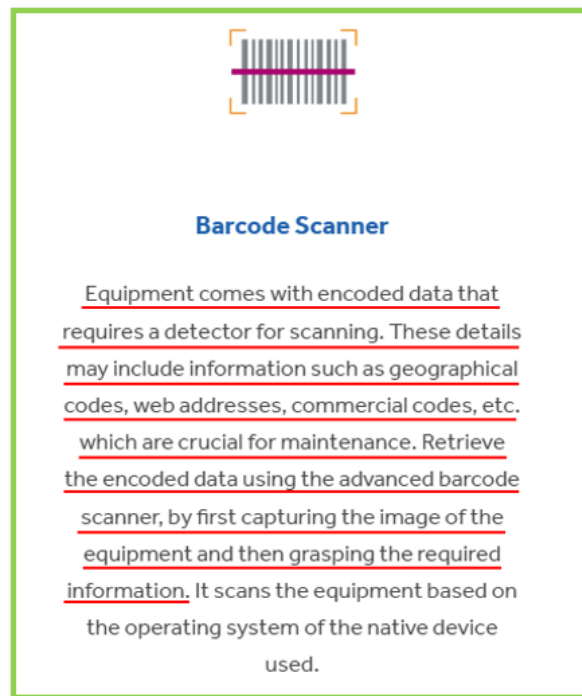 Barcode Scanner
Equipment comes with encoded data that
requires a detector for scanning. These details
may include information such as geographical
codes, web addresses, commercial codes, etc.
which are crucial for maintenance. Retrieve
the encoded data using the advanced barcode
scanner, by first capturing the image of the
equipment and then grasping the required
information. It scans the equipment based on
the operating system of the native device
used.